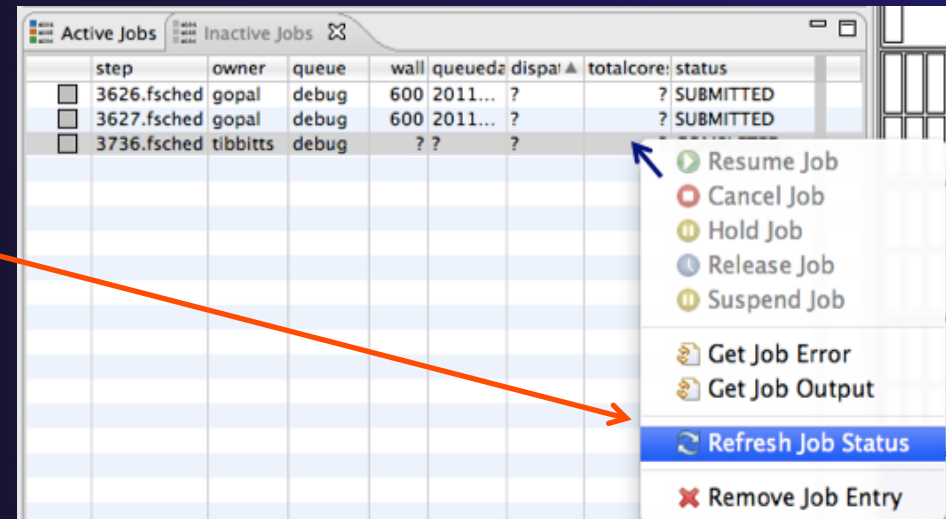 Active Jobs Inactive Jobs
step owner queue wall queueda dispat totalcore: status
3626.fsched gopal debug 600 2011... ? ? SUBMITTED
3627.fsched gopal debug 600 2011... ? ? SUBMITTED
3736.fsched tibbitts debug ? ? ?
Resume Job
Cancel Job
Hold Job
Release Job
Suspend Job
Get Job Error
Get Job Output
Refresh Job Status
Remove Job Entry